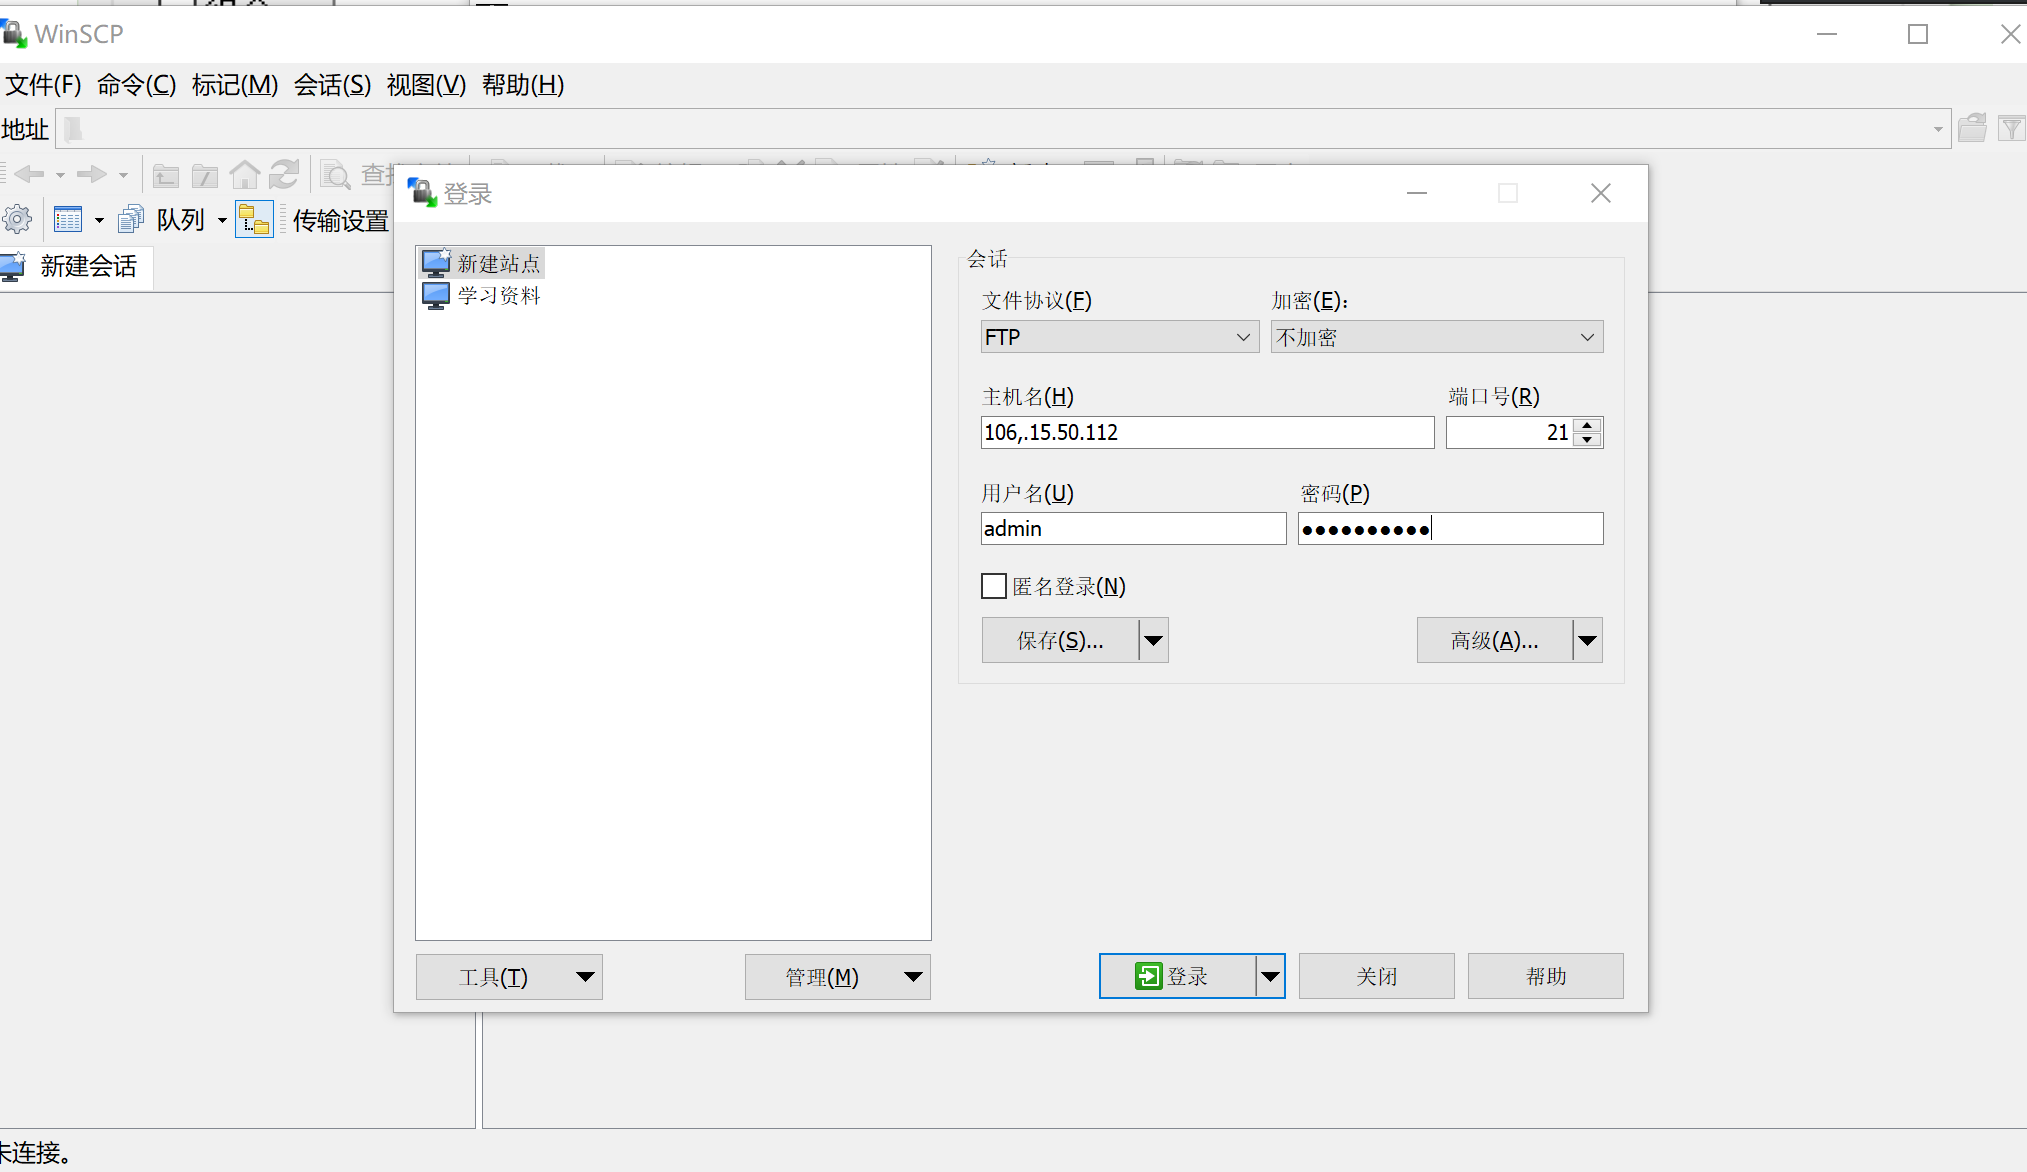 WinSCP
文件(F) 命令(C) 标记(M) 会话(S) 视图(V) 帮助(H)
地址
队列 传输设置
新建会话
登录
新建站点
学习资料
会话
文件协议(F) 加密(E):
FTP 不加密
主机名(H) 端口号(R)
106,.15.50.112 21
用户名(U) 密码(P)
admin ●●●●●●●●●●
匿名登录(N)
保存(S)... 高级(A)...
工具(T) 管理(M) 登录 关闭 帮助
未连接。